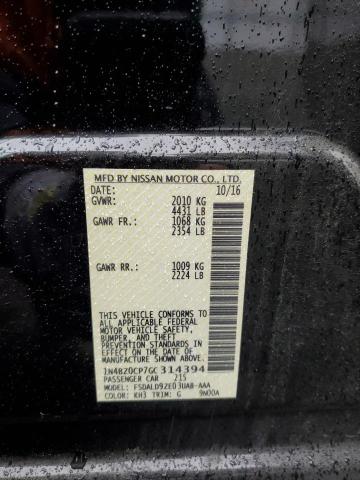 MFD BY NISSAN MOTOR CO., LTD.
DATE: 10/16
GVWR: 2010 KG
4431 LB
GAWR FR: 1068 KG
2354 LB
GAWR RR: 1009 KG
2224 LB
THIS VEHICLE CONFORMS TO ALL
APPLICABLE FEDERAL MOTOR VEHICLE SAFETY,
BUMPER, AND THEFT PREVENTION STANDARDS
IN EFFECT ON THE DATE OF
MANUFACTURE SHOWN ABOVE.
1N4BZ0CP7GC314394
PASSENGER CAR 215
MODEL: FSDALD9ZE03UAB-AAA
COLOR: KH3 TRIM: G 9N00A